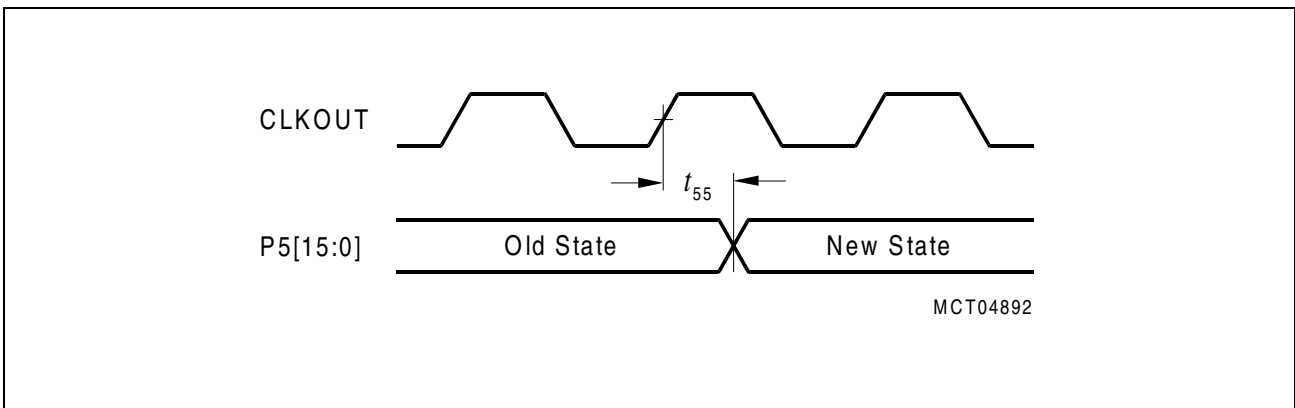 CLKOUT
t55
P5[15:0] Old State New State
MCT04892